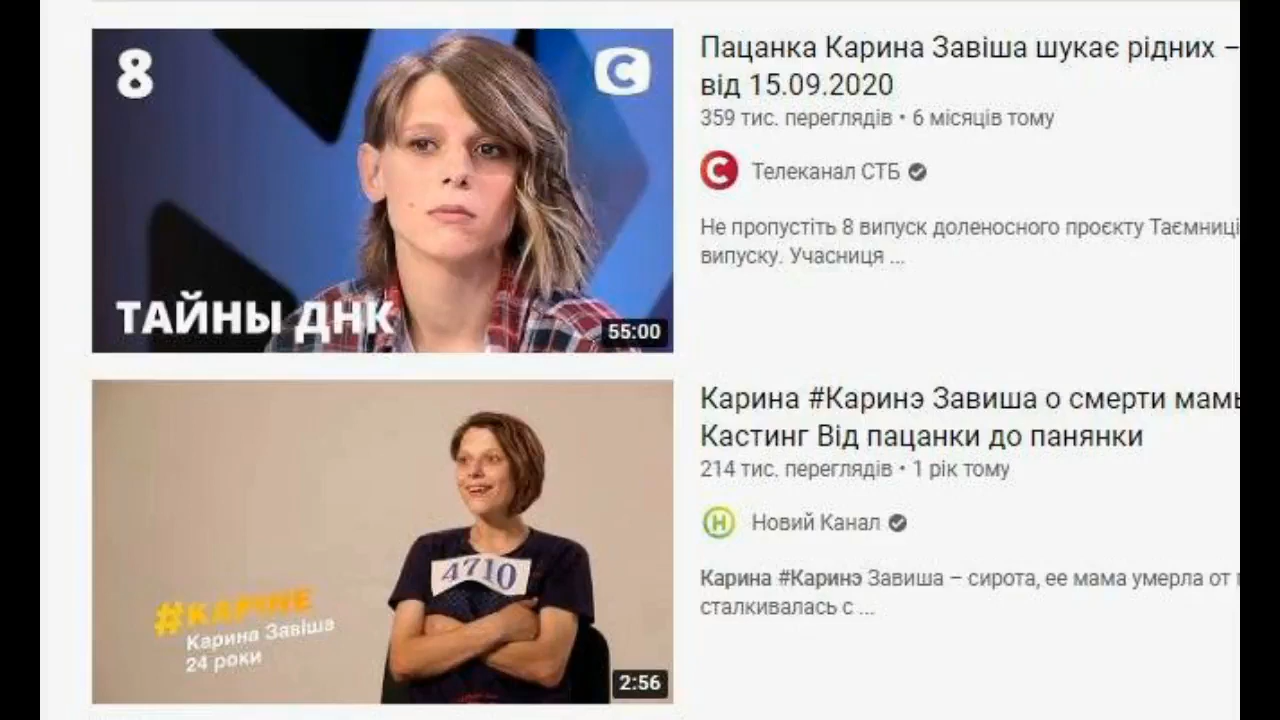 8
С
ТАЙНЫ ДНК
55:00
Пацанка Карина Завіша шукає рідних –
від 15.09.2020
359 тис. переглядів • 6 місяців тому
С
Телеканал СТБ
Не пропустіть 8 випуск доленосного проєкту Таємниці
випуску. Учасниця ...
4710
#КАРІНЕ
Карина Завіша
24 роки
2:56
Карина #Каринэ Завиша о смерти мамы
Кастинг Від пацанки до панянки
214 тис. переглядів • 1 рік тому
Н
Новий Канал
Карина #Каринэ Завиша – сирота, ее мама умерла от
сталкивалась с ...